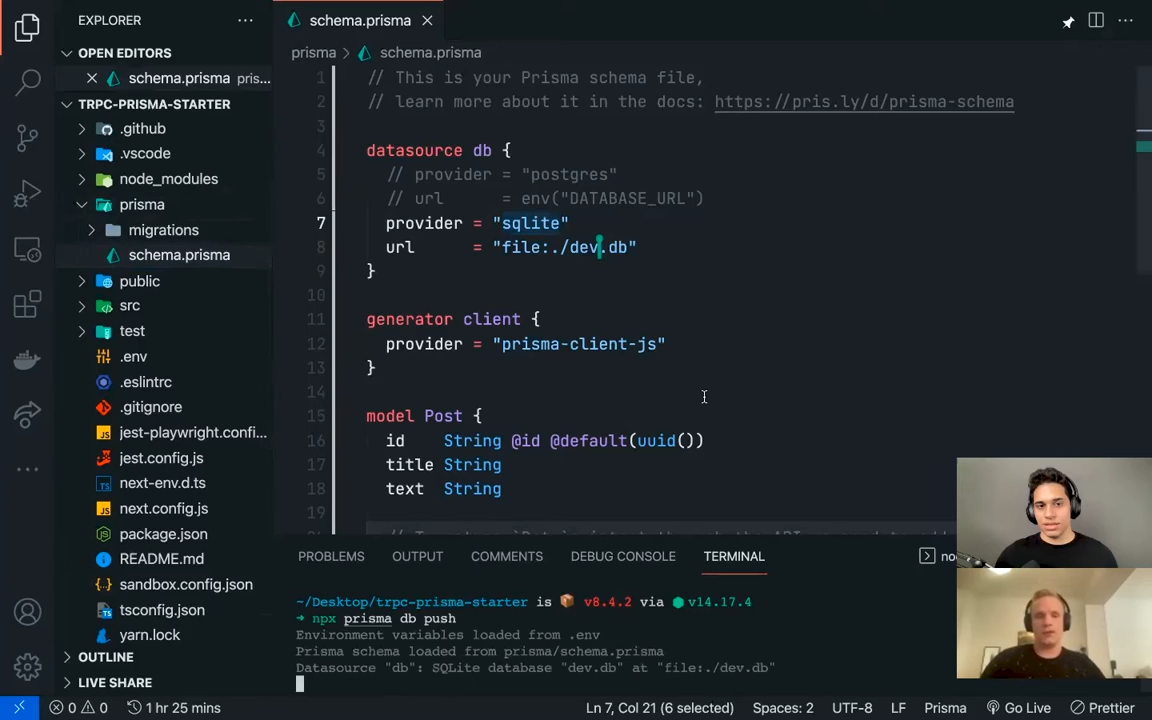 EXPLORER
OPEN EDITORS
schema.prisma pris...
TRPC-PRISMA-STARTER
.github
.vscode
node_modules
prisma
migrations
schema.prisma
public
src
test
.env
.eslintrc
.gitignore
jest-playwright.confi...
jest.config.js
next-env.d.ts
next.config.js
package.json
README.md
sandbox.config.json
tsconfig.json
yarn.lock
OUTLINE
LIVE SHARE
schema.prisma
prisma > schema.prisma
1 // This is your Prisma schema file,
2 // learn more about it in the docs: https://pris.ly/d/prisma-schema
3
4 datasource db {
5 // provider = "postgres"
6 // url = env("DATABASE_URL")
7 provider = "sqlite"
8 url = "file:./dev.db"
9 }
10
11 generator client {
12 provider = "prisma-client-js"
13 }
14
15 model Post {
16 id String @id @default(uuid())
17 title String
18 text String
19
PROBLEMS OUTPUT COMMENTS DEBUG CONSOLE TERMINAL
~/Desktop/trpc-prisma-starter is 📦 v8.4.2 via ⬢ v14.17.4
➜ npx prisma db push
Environment variables loaded from .env
Prisma schema loaded from prisma/schema.prisma
Datasource "db": SQLite database "dev.db" at "file:./dev.db"
0 0 1 hr 25 mins Ln 7, Col 21 (6 selected) Spaces: 2 UTF-8 LF Prisma Go Live Prettier